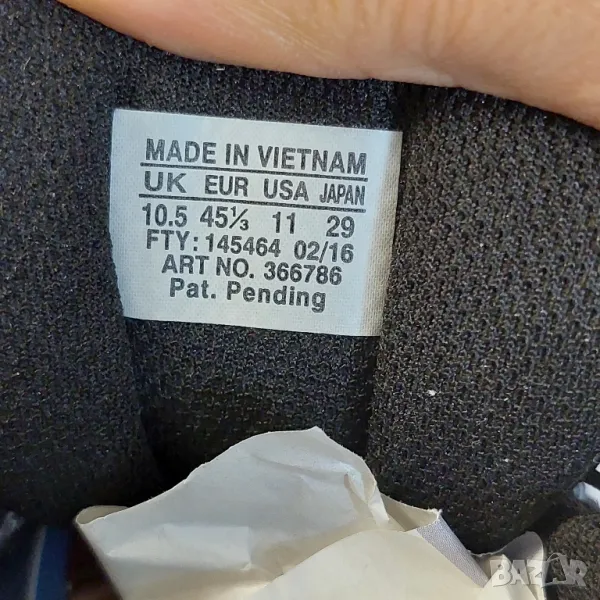 MADE IN VIETNAM
UK EUR USA JAPAN
10.5 45⅓ 11 29
FTY: 145464 02/16
ART NO. 366786
Pat. Pending
BAZAR